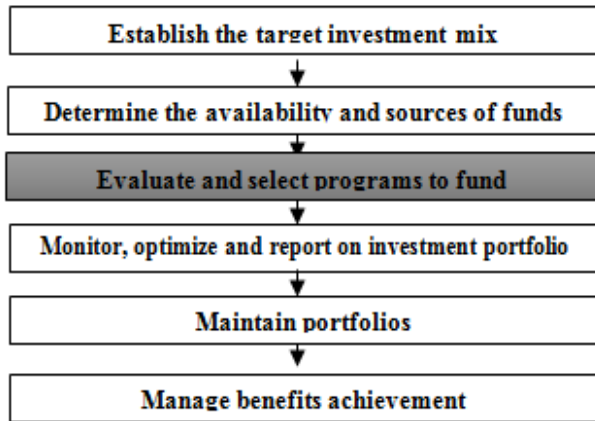 Establish the target investment mix
Determine the availability and sources of funds
Evaluate and select programs to fund
Monitor, optimize and report on investment portfolio
Maintain portfolios
Manage benefits achievement